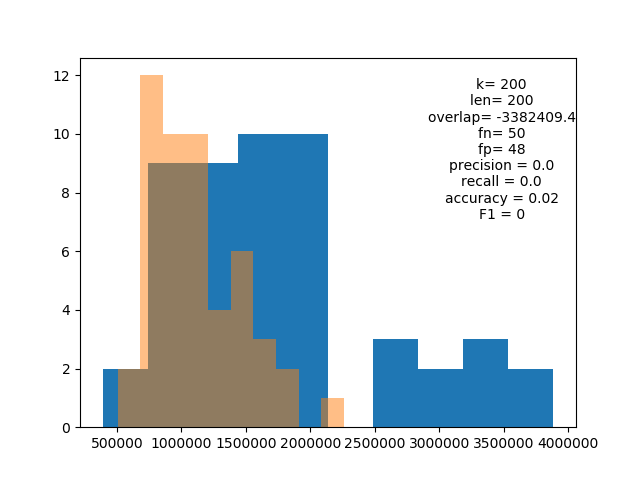 12
10
8
6
4
2
0
k= 200
len= 200
overlap= -3382409.4
fn= 50
fp= 48
precision = 0.0
recall = 0.0
accuracy = 0.02
F1 = 0
500000 1000000 1500000 2000000 2500000 3000000 3500000 4000000